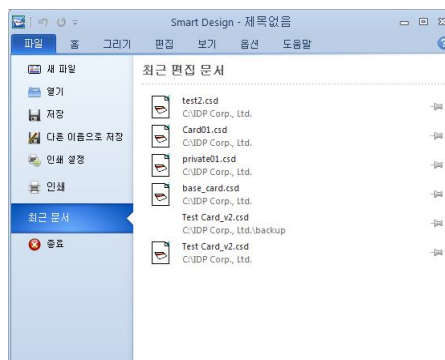 Smart Design - 제목없음
파일 홈 그리기 편집 보기 옵션 도움말
새 파일
열기
저장
다른 이름으로 저장
인쇄 설정
인쇄
최근 문서
종료
최근 편집 문서
test2.csd
C:\IDP Corp., Ltd.
Card01.csd
C:\IDP Corp., Ltd.
private01.csd
C:\IDP Corp., Ltd.
base_card.csd
C:\IDP Corp., Ltd.
Test Card_v2.csd
C:\IDP Corp., Ltd.\backup
Test Card_v2.csd
C:\IDP Corp., Ltd.